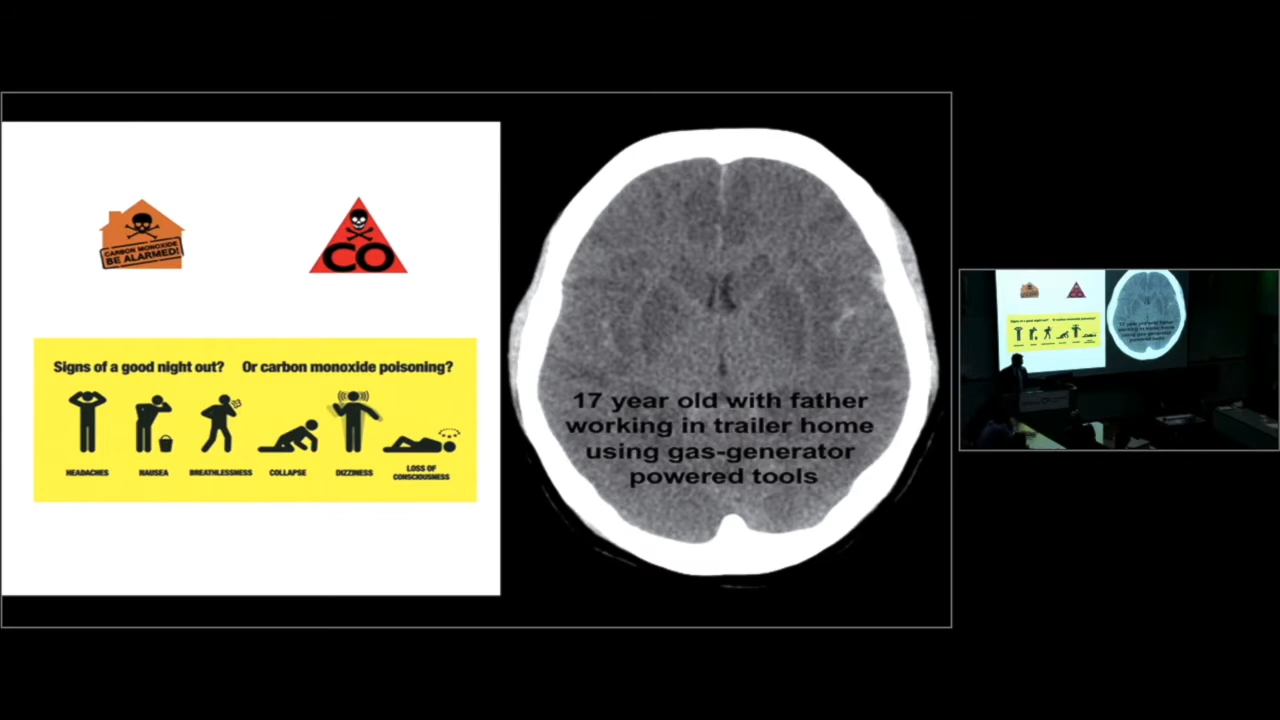 CARBON MONOXIDE
BE ALARMED!
CO
Signs of a good night out? Or carbon monoxide poisoning?
HEADACHES NAUSEA BREATHLESSNESS COLLAPSE DIZZINESS LOSS OF CONSCIOUSNESS
17 year old with father
working in trailer home
using gas-generator
powered tools